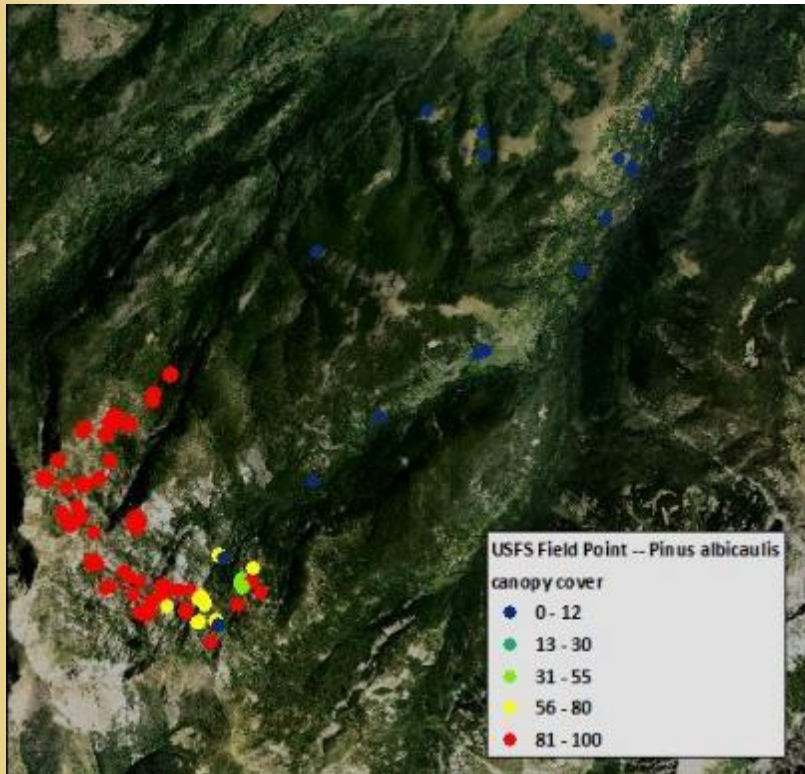 USFS Field Point -- Pinus albicaulis
canopy cover
0 - 12
13 - 30
31 - 55
56 - 80
81 - 100